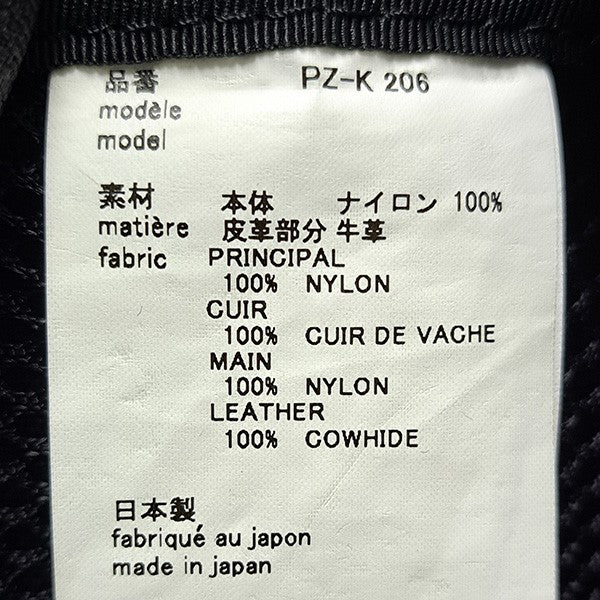 品番 PZ-K 206
modèle
model
素材 本体 ナイロン 100%
matière 皮革部分 牛革
fabric PRINCIPAL
100% NYLON
CUIR
100% CUIR DE VACHE
MAIN
100% NYLON
LEATHER
100% COWHIDE
日本製
fabriqué au japon
made in japan